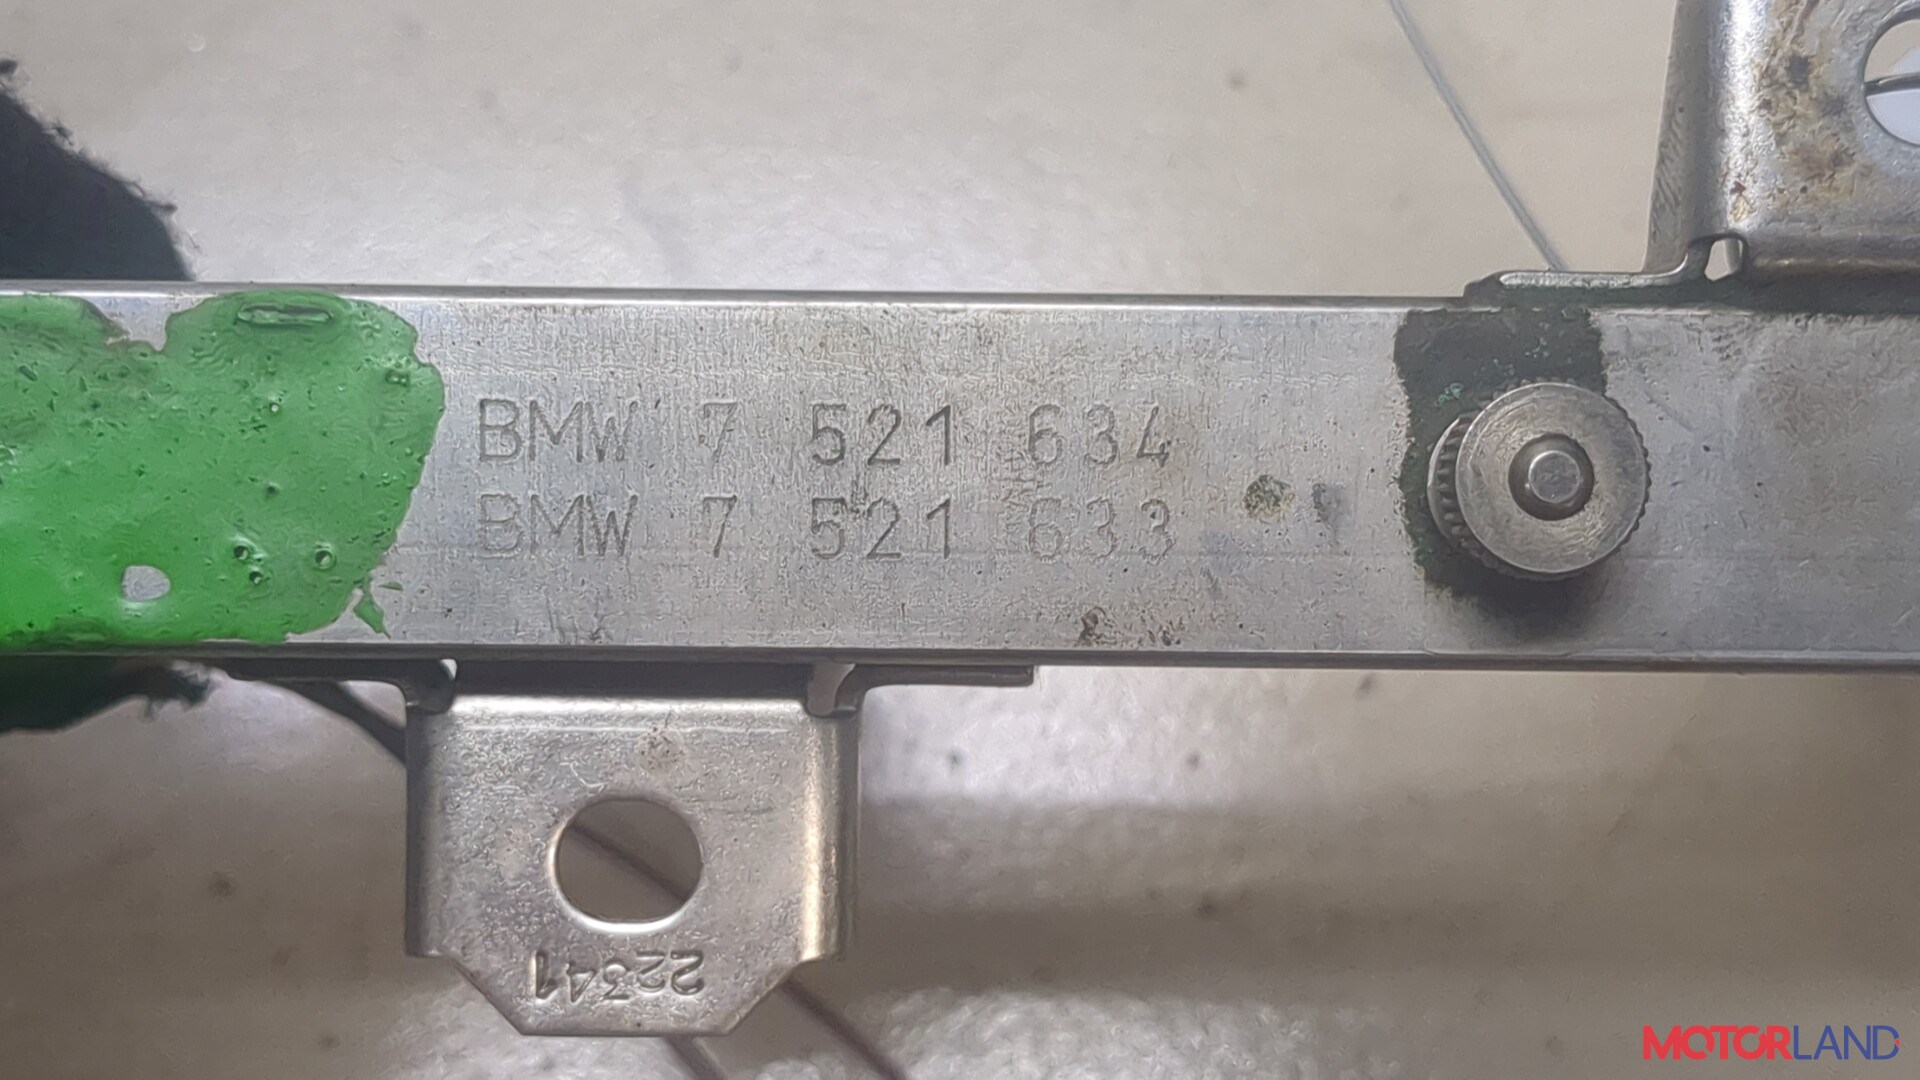 BMW 7 521 634
BMW 7 521 633
22341
MOTORLAND